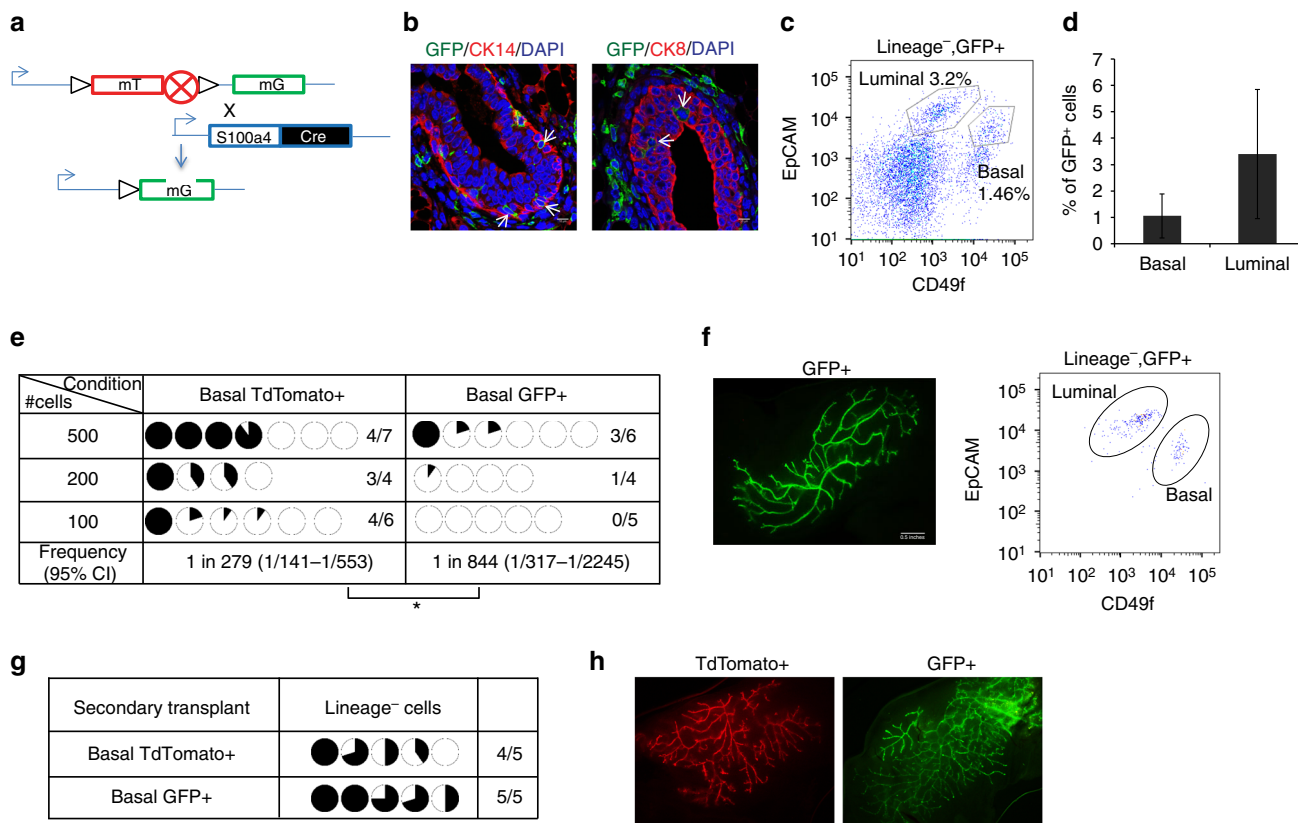 a
mT
mG
X
S100a4 Cre
mG
b
GFP/CK14/DAPI
GFP/CK8/DAPI
c
Lineage⁻,GFP+
Luminal 3.2%
Basal
1.46%
EpCAM
10⁵
10⁴
10³
10²
10¹
10¹ 10² 10³ 10⁴ 10⁵
CD49f
d
% of GFP⁺ cells
7
6
5
4
3
2
1
0
Basal Luminal
e
Condition
#cells
Basal TdTomato+ Basal GFP+
500 4/7 3/6
200 3/4 1/4
100 4/6 0/5
Frequency
(95% CI)
1 in 279 (1/141–1/553) 1 in 844 (1/317–1/2245)
*
f
GFP+
0.5 inches
Lineage⁻,GFP+
Luminal
Basal
EpCAM
10⁵
10⁴
10³
10²
10¹
10¹ 10² 10³ 10⁴ 10⁵
CD49f
g
Secondary transplant Lineage⁻ cells
Basal TdTomato+ 4/5
Basal GFP+ 5/5
h
TdTomato+ GFP+